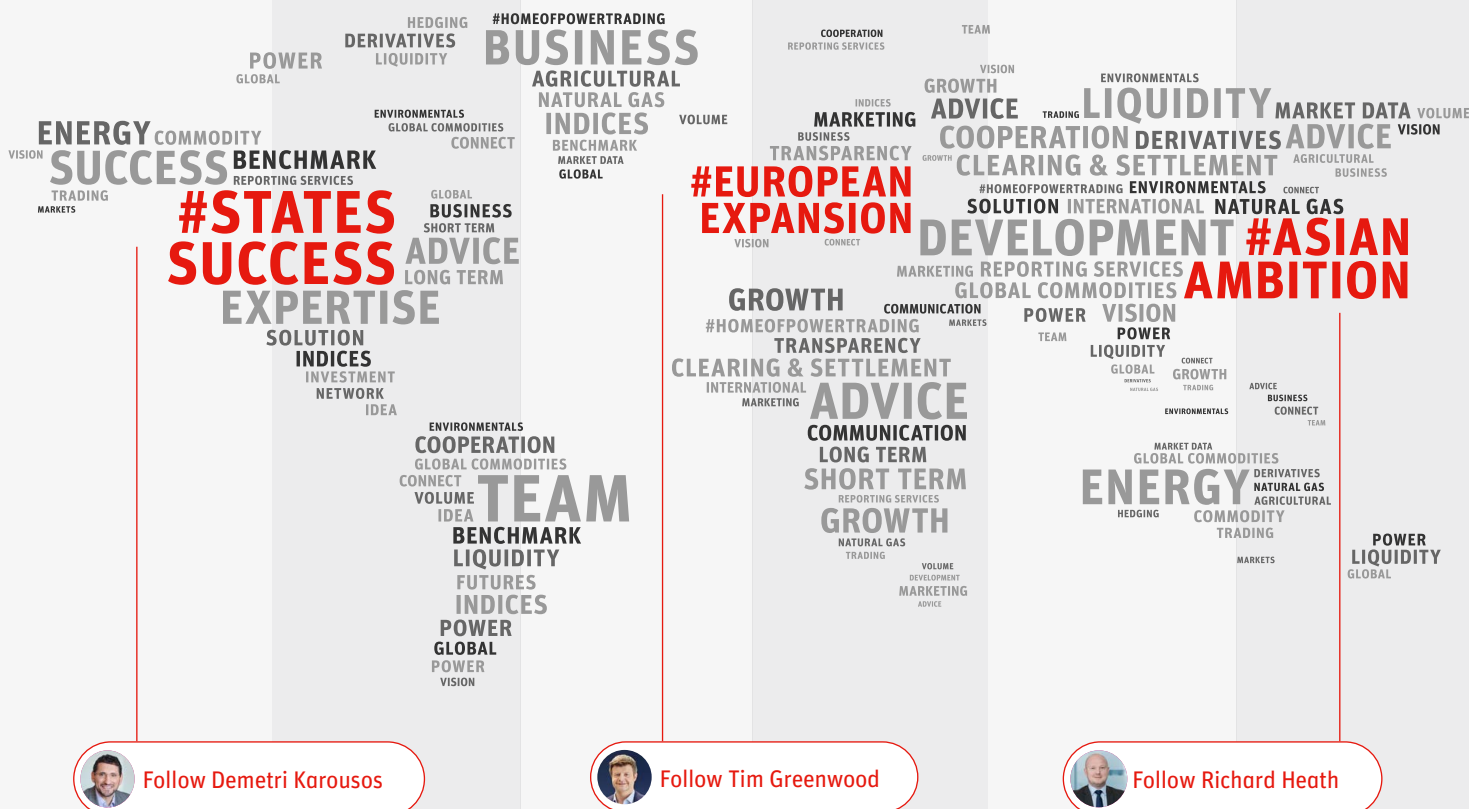 HEDGING
DERIVATIVES
LIQUIDITY
POWER
GLOBAL
#HOMEOFPOWERTRADING
BUSINESS
AGRICULTURAL
NATURAL GAS
INDICES
BENCHMARK
MARKET DATA
GLOBAL
VOLUME
ENVIRONMENTALS
GLOBAL COMMODITIES
CONNECT
ENERGY COMMODITY
VISION SUCCESS BENCHMARK
REPORTING SERVICES
TRADING
MARKETS
#STATES
SUCCESS
GLOBAL
BUSINESS
SHORT TERM
ADVICE
LONG TERM
EXPERTISE
SOLUTION
INDICES
INVESTMENT
NETWORK
IDEA
ENVIRONMENTALS
COOPERATION
GLOBAL COMMODITIES
CONNECT
VOLUME
IDEA
TEAM
BENCHMARK
LIQUIDITY
FUTURES
INDICES
POWER
GLOBAL
POWER
VISION
COOPERATION
REPORTING SERVICES
TEAM
INDICES
MARKETING
BUSINESS
TRANSPARENCY
#EUROPEAN
EXPANSION
VISION
CONNECT
VISION
GROWTH
ADVICE
ENVIRONMENTALS
TRADING LIQUIDITY MARKET DATA VOLUME
COOPERATION DERIVATIVES ADVICE VISION
GROWTH CLEARING & SETTLEMENT AGRICULTURAL
BUSINESS
#HOMEOFPOWERTRADING ENVIRONMENTALS CONNECT
SOLUTION INTERNATIONAL NATURAL GAS
DEVELOPMENT
#ASIAN
AMBITION
MARKETING REPORTING SERVICES
GLOBAL COMMODITIES
GROWTH
COMMUNICATION
#HOMEOFPOWERTRADING
MARKETS
TRANSPARENCY
CLEARING & SETTLEMENT
INTERNATIONAL
MARKETING
ADVICE
COMMUNICATION
LONG TERM
SHORT TERM
REPORTING SERVICES
GROWTH
NATURAL GAS
TRADING
VOLUME
DEVELOPMENT
MARKETING
ADVICE
POWER VISION
TEAM
POWER
LIQUIDITY
GLOBAL
DERIVATIVES
NATURAL GAS
CONNECT
GROWTH
TRADING
ENVIRONMENTALS
ADVICE
BUSINESS
CONNECT
TEAM
MARKET DATA
GLOBAL COMMODITIES
ENERGY
DERIVATIVES
NATURAL GAS
AGRICULTURAL
HEDGING
COMMODITY
TRADING
MARKETS
POWER
LIQUIDITY
GLOBAL
Follow Demetri Karousos
Follow Tim Greenwood
Follow Richard Heath